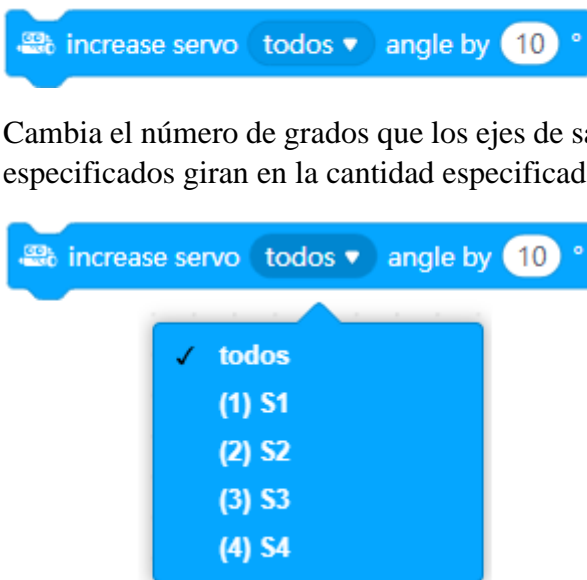 increase servo todos ▼ angle by 10 °
Cambia el número de grados que los ejes de
especificados giran en la cantidad
increase servo todos ▼ angle by 10 °
✓ todos
(1) S1
(2) S2
(3) S3
(4) S4